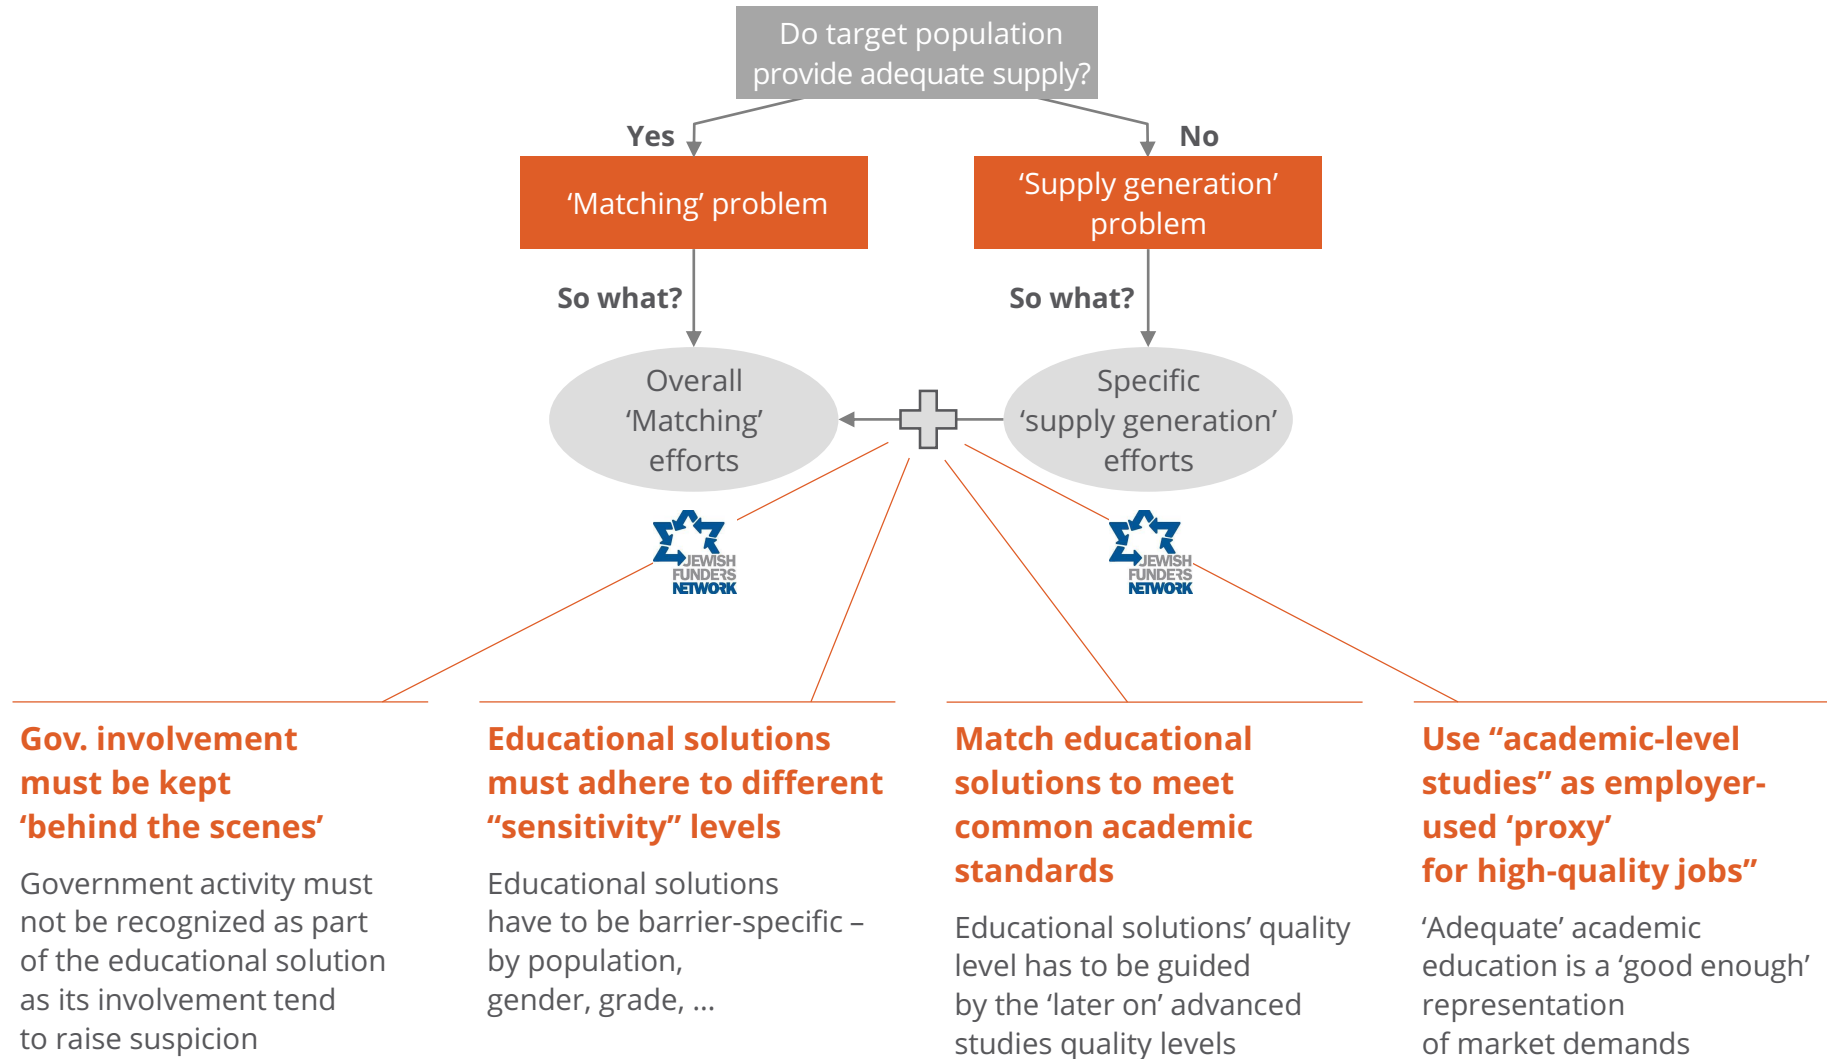 Do target population
provide adequate supply?
Yes
No
‘Matching’ problem
‘Supply generation’
problem
So what?
So what?
Overall
‘Matching’
efforts
Specific
‘supply generation’
efforts
JEWISH
FUNDERS
NETWORK
JEWISH
FUNDERS
NETWORK
Gov. involvement
must be kept
‘behind the scenes’
Government activity must
not be recognized as part
of the educational solution
as its involvement tend
to raise suspicion
Educational solutions
must adhere to different
“sensitivity” levels
Educational solutions
have to be barrier-specific –
by population,
gender, grade, ...
Match educational
solutions to meet
common academic
standards
Educational solutions’ quality
level has to be guided
by the ‘later on’ advanced
studies quality levels
Use “academic-level
studies” as employer-
used ‘proxy’
for high-quality jobs”
‘Adequate’ academic
education is a ‘good enough’
representation
of market demands